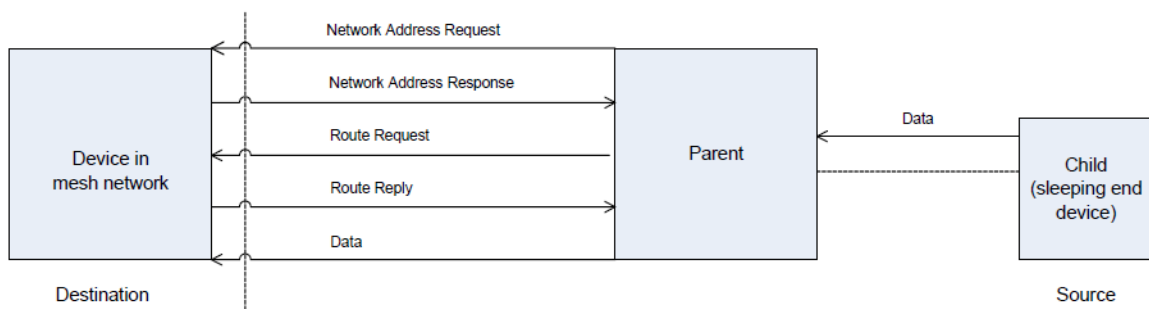 Network Address Request
Network Address Response
Route Request
Route Reply
Data
Device in
mesh network
Parent
Data
Child
(sleeping end
device)
Destination
Source